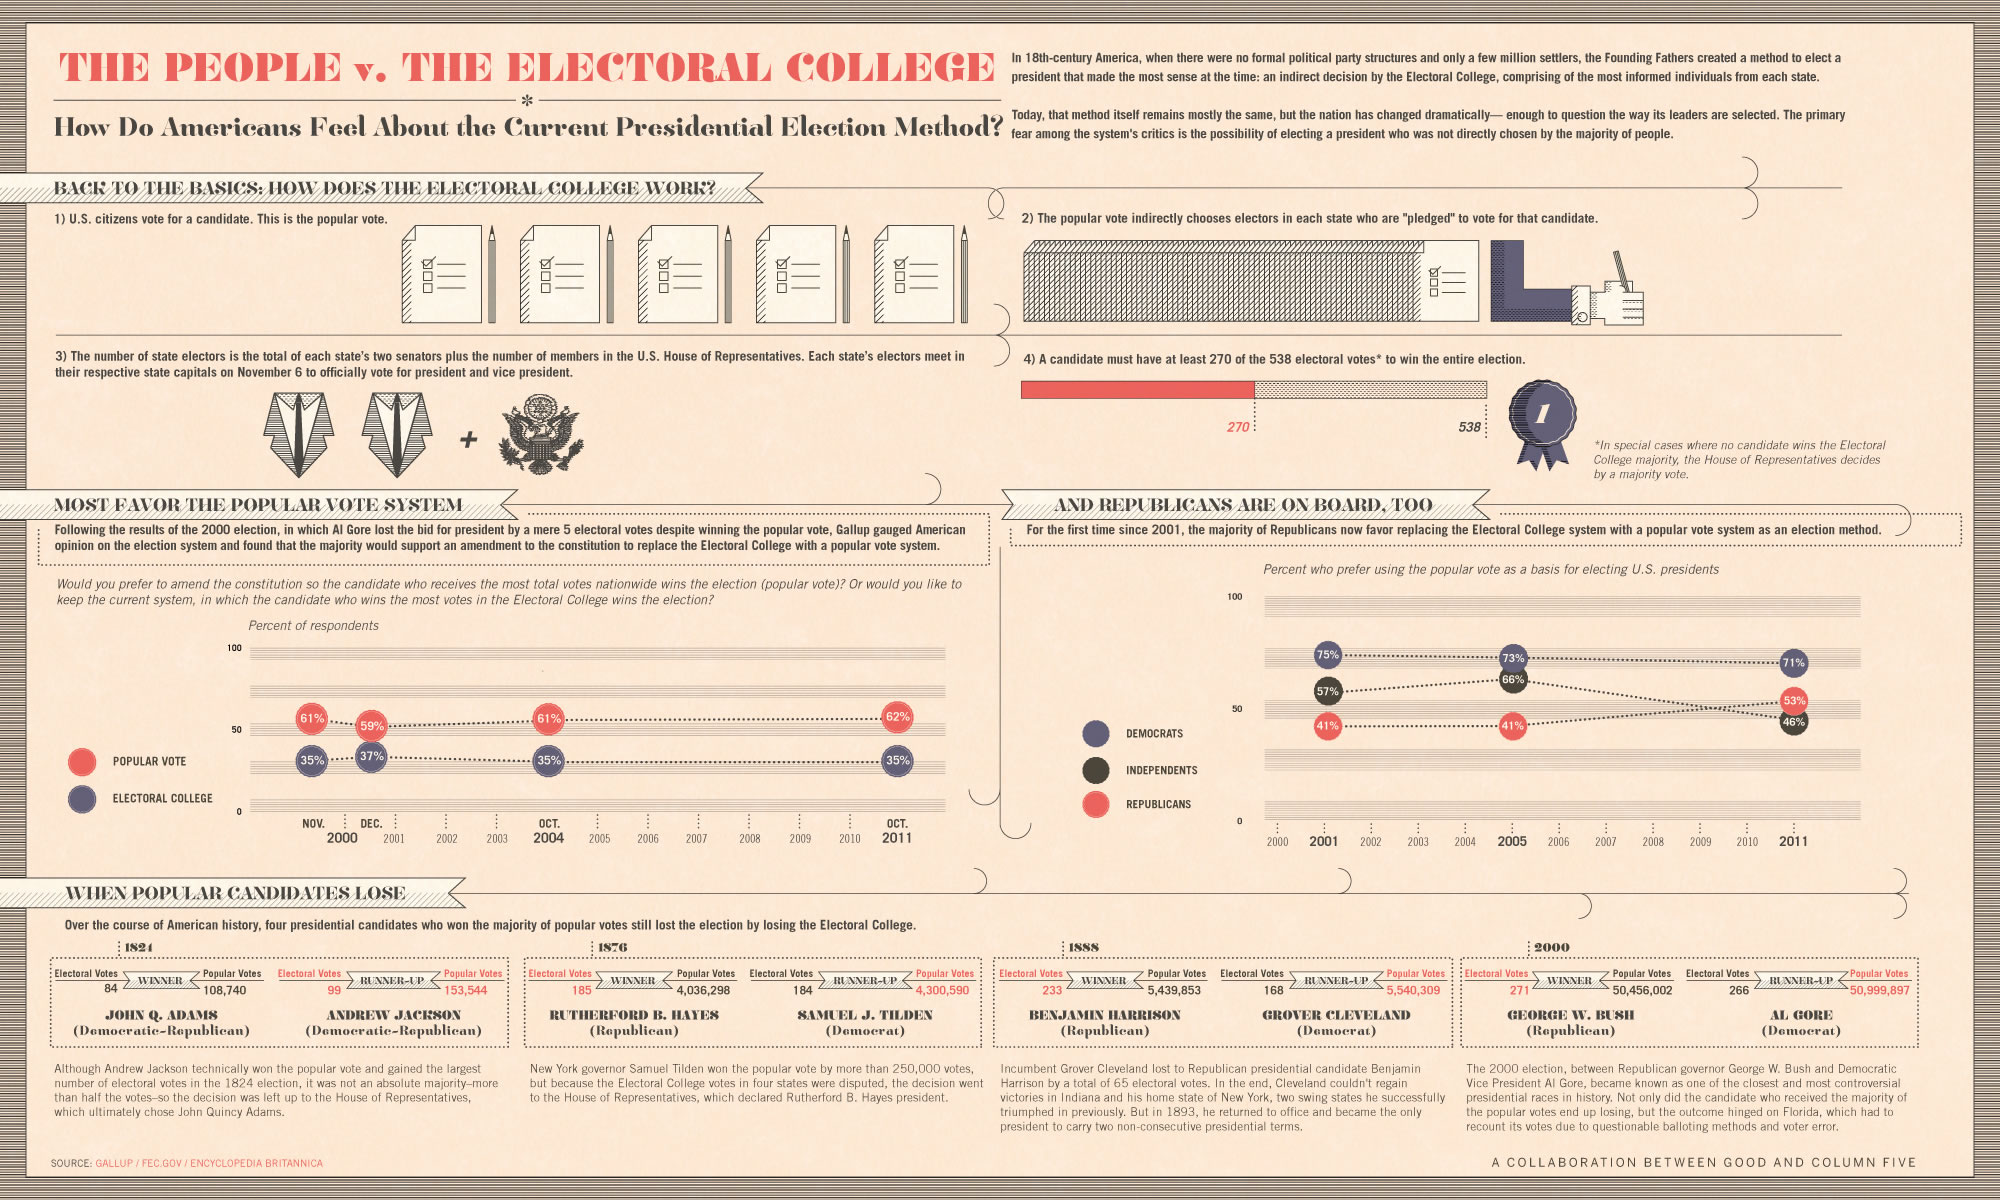 THE PEOPLE v. THE ELECTORAL COLLEGE
*
How Do Americans Feel About the Current Presidential Election Method?
In 18th-century America, when there were no formal political party structures and only a few million settlers, the Founding Fathers created a method to elect a
president that made the most sense at the time: an indirect decision by the Electoral College, comprising of the most informed individuals from each state.
Today, that method itself remains mostly the same, but the nation has changed dramatically— enough to question the way its leaders are selected. The primary
fear among the system's critics is the possibility of electing a president who was not directly chosen by the majority of people.
BACK TO THE BASICS: HOW DOES THE ELECTORAL COLLEGE WORK?
1) U.S. citizens vote for a candidate. This is the popular vote.
2) The popular vote indirectly chooses electors in each state who are "pledged" to vote for that candidate.
3) The number of state electors is the total of each state's two senators plus the number of members in the U.S. House of Representatives. Each state's electors meet in
their respective state capitals on November 6 to officially vote for president and vice president.
+
4) A candidate must have at least 270 of the 538 electoral votes* to win the entire election.
270
538
1
*In special cases where no candidate wins the Electoral
College majority, the House of Representatives decides
by a majority vote.
MOST FAVOR THE POPULAR VOTE SYSTEM
Following the results of the 2000 election, in which Al Gore lost the bid for president by a mere 5 electoral votes despite winning the popular vote, Gallup gauged American
opinion on the election system and found that the majority would support an amendment to the constitution to replace the Electoral College with a popular vote system.
Would you prefer to amend the constitution so the candidate who receives the most total votes nationwide wins the election (popular vote)? Or would you like to
keep the current system, in which the candidate who wins the most votes in the Electoral College wins the election?
Percent of respondents
100
50
0
61% 59% 61% 62%
35% 37% 35% 35%
POPULAR VOTE
ELECTORAL COLLEGE
NOV. DEC. OCT. OCT.
2000 2001 2002 2003 2004 2005 2006 2007 2008 2009 2010 2011
AND REPUBLICANS ARE ON BOARD, TOO
For the first time since 2001, the majority of Republicans now favor replacing the Electoral College system with a popular vote system as an election method.
Percent who prefer using the popular vote as a basis for electing U.S. presidents
100
50
0
75% 73% 71%
57% 66% 46%
41% 41% 53%
DEMOCRATS
INDEPENDENTS
REPUBLICANS
2000 2001 2002 2003 2004 2005 2006 2007 2008 2009 2010 2011
WHEN POPULAR CANDIDATES LOSE
Over the course of American history, four presidential candidates who won the majority of popular votes still lost the election by losing the Electoral College.
1824
Electoral Votes WINNER Popular Votes
84 108,740
JOHN Q. ADAMS
(Democratic-Republican)
Electoral Votes RUNNER-UP Popular Votes
99 153,544
ANDREW JACKSON
(Democratic-Republican)
Although Andrew Jackson technically won the popular vote and gained the largest
number of electoral votes in the 1824 election, it was not an absolute majority–more
than half the votes–so the decision was left up to the House of Representatives,
which ultimately chose John Quincy Adams.
1876
Electoral Votes WINNER Popular Votes
185 4,036,298
RUTHERFORD B. HAYES
(Republican)
Electoral Votes RUNNER-UP Popular Votes
184 4,300,590
SAMUEL J. TILDEN
(Democrat)
New York governor Samuel Tilden won the popular vote by more than 250,000 votes,
but because the Electoral College votes in four states were disputed, the decision went
to the House of Representatives, which declared Rutherford B. Hayes president.
1888
Electoral Votes WINNER Popular Votes
233 5,439,853
BENJAMIN HARRISON
(Republican)
Electoral Votes RUNNER-UP Popular Votes
168 5,540,309
GROVER CLEVELAND
(Democrat)
Incumbent Grover Cleveland lost to Republican presidential candidate Benjamin
Harrison by a total of 65 electoral votes. In the end, Cleveland couldn't regain
victories in Indiana and his home state of New York, two swing states he successfully
triumphed in previously. But in 1893, he returned to office and became the only
president to carry two non-consecutive presidential terms.
2000
Electoral Votes WINNER Popular Votes
271 50,456,002
GEORGE W. BUSH
(Republican)
Electoral Votes RUNNER-UP Popular Votes
266 50,999,897
AL GORE
(Democrat)
The 2000 election, between Republican governor George W. Bush and Democratic
Vice President Al Gore, became known as one of the closest and most controversial
presidential races in history. Not only did the candidate who received the majority of
the popular votes end up losing, but the outcome hinged on Florida, which had to
recount its votes due to questionable balloting methods and voter error.
SOURCE: GALLUP / FEC.GOV / ENCYCLOPEDIA BRITANNICA
A COLLABORATION BETWEEN GOOD AND COLUMN FIVE